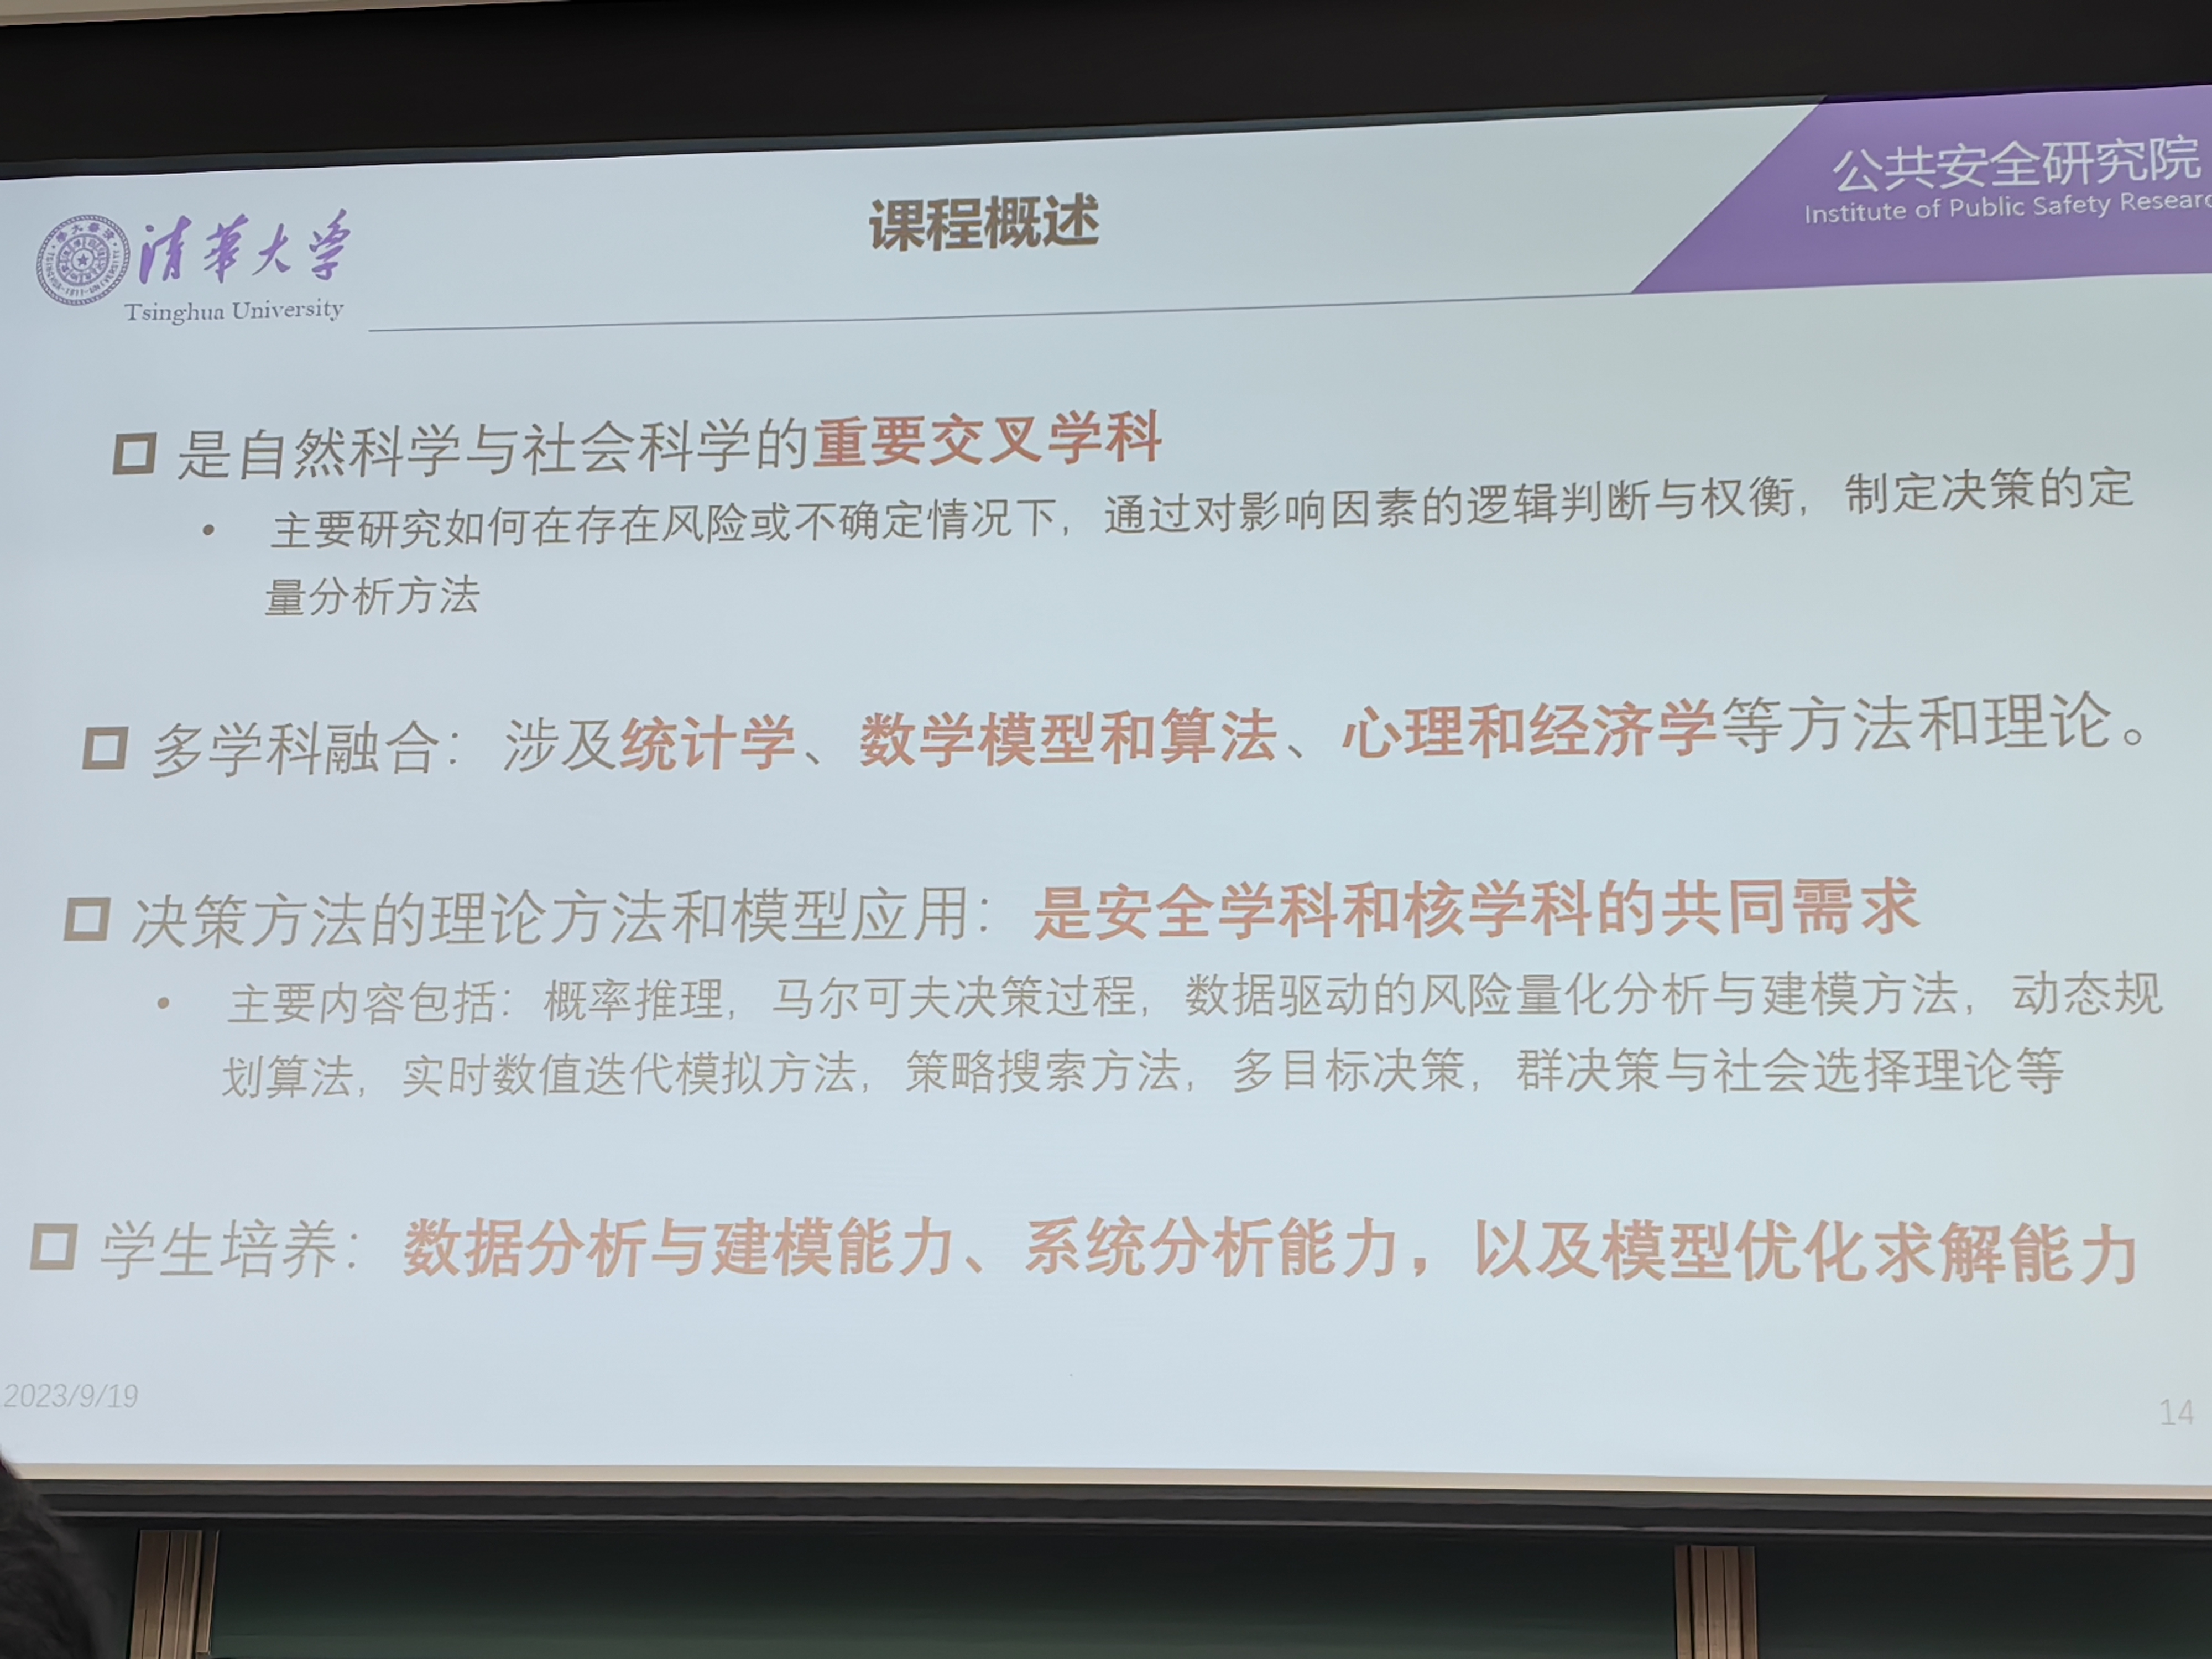 清华大学
Tsinghua University
课程概述
公共安全研究院
Institute of Public Safety
是自然科学与社会科学的重要交叉学科
• 主要研究如何在存在风险或不确定情况下，通过对影响因素的逻辑判断与权衡，制定决策的定
量分析方法
多学科融合：涉及统计学、数学模型和算法、心理和经济学等方法和理论。
决策方法的理论方法和模型应用：是安全学科和核学科的共同需求
• 主要内容包括：概率推理，马尔可夫决策过程，数据驱动的风险量化分析与建模方法，动态规
划算法，实时数值迭代模拟方法，策略搜索方法，多目标决策，群决策与社会选择理论等
学生培养：数据分析与建模能力、系统分析能力，以及模型优化求解能力
2023/9/19
14